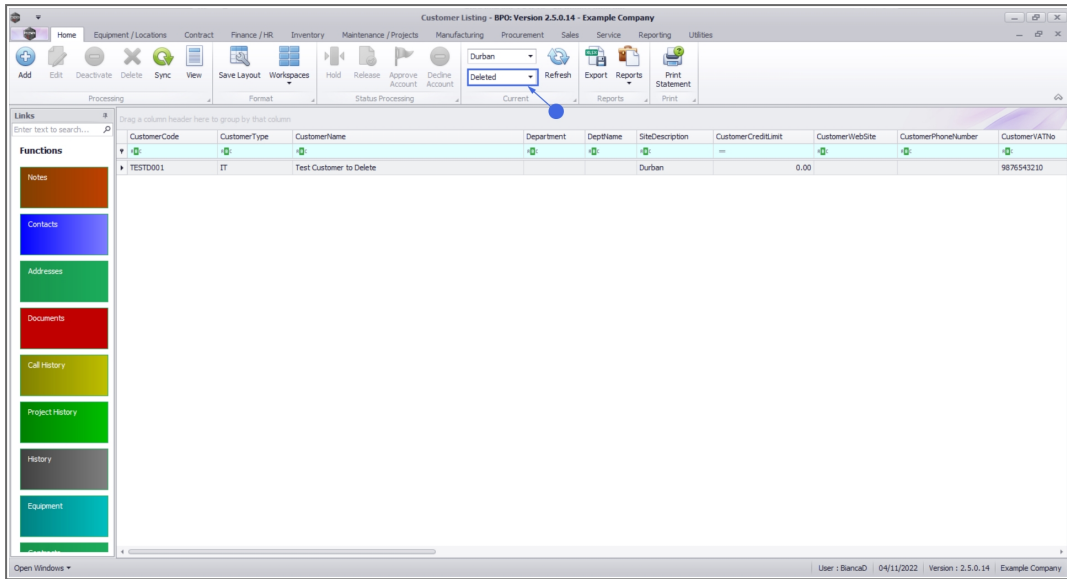 Customer Listing - BPO: Version 2.5.0.14 - Example Company
Home Equipment / Locations Contract Finance / HR Inventory Maintenance / Projects Manufacturing Procurement Sales Service Reporting Utilities
Add Edit Deactivate Delete Sync View Save Layout Workspaces Hold Release Approve Account Decline Account Durban Deleted Refresh Export Reports Print Statement
Processing Format Status Processing Current Reports Print
Links
Enter text to search...
Functions
Notes
Contacts
Addresses
Documents
Call History
Project History
History
Equipment
Contracts
Drag a column header here to group by that column
CustomerCode CustomerType CustomerName Department DeptName SiteDescription CustomerCreditLimit CustomerWebSite CustomerPhoneNumber CustomerVATNo
=
TESTD001 IT Test Customer to Delete Durban 0.00 9876543210
Open Windows User : BiancaD 04/11/2022 Version : 2.5.0.14 Example Company